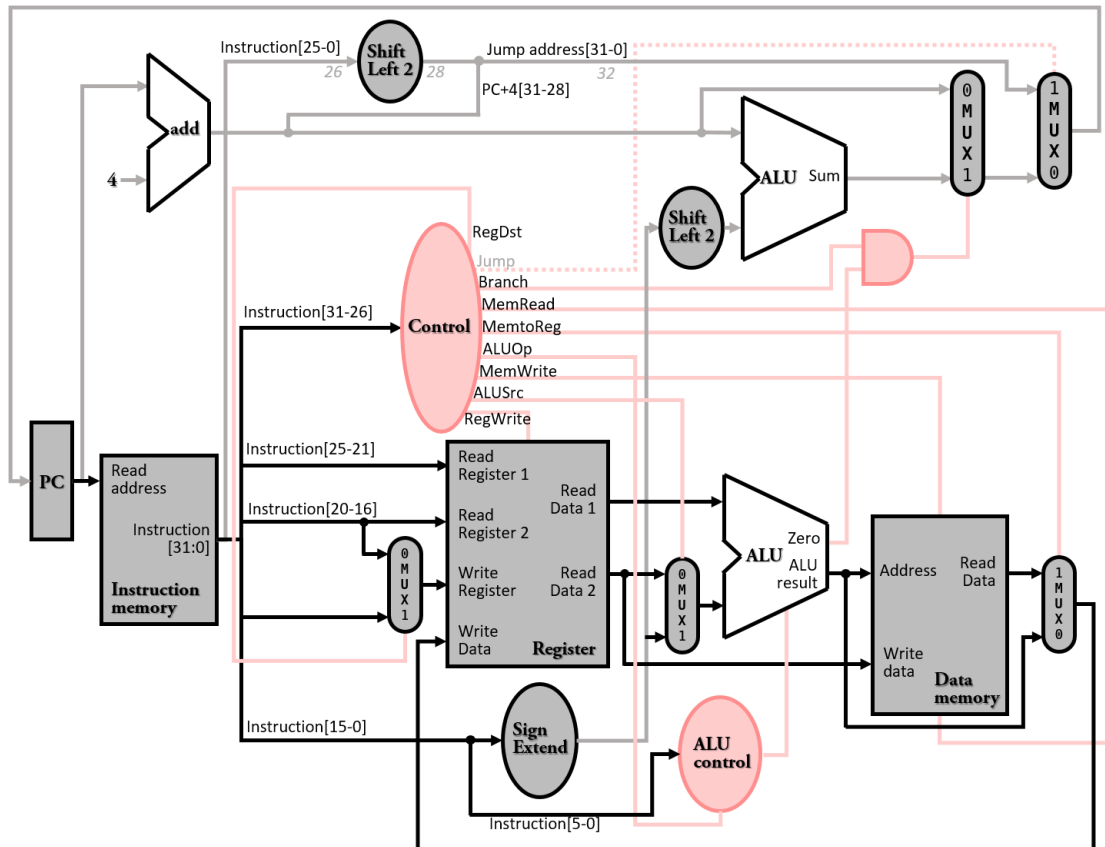 Instruction[25-0]
26
Shift
Left 2
28
Jump address[31-0]
32
PC+4[31-28]
add
4
ALU
Sum
0
M
U
X
1
1
M
U
X
0
Shift
Left 2
RegDst
Jump
Branch
MemRead
MemtoReg
ALUOp
MemWrite
ALUSrc
RegWrite
Control
Instruction[31-26]
PC
Read
address
Instruction
[31:0]
Instruction
memory
Instruction[25-21]
Instruction[20-16]
0
M
U
X
1
Read
Register 1
Read
Register 2
Write
Register
Write
Data
Read
Data 1
Read
Data 2
Register
0
M
U
X
1
ALU
Zero
ALU
result
Address
Read
Data
Write
data
Data
memory
1
M
U
X
0
Instruction[15-0]
Sign
Extend
ALU
control
Instruction[5-0]